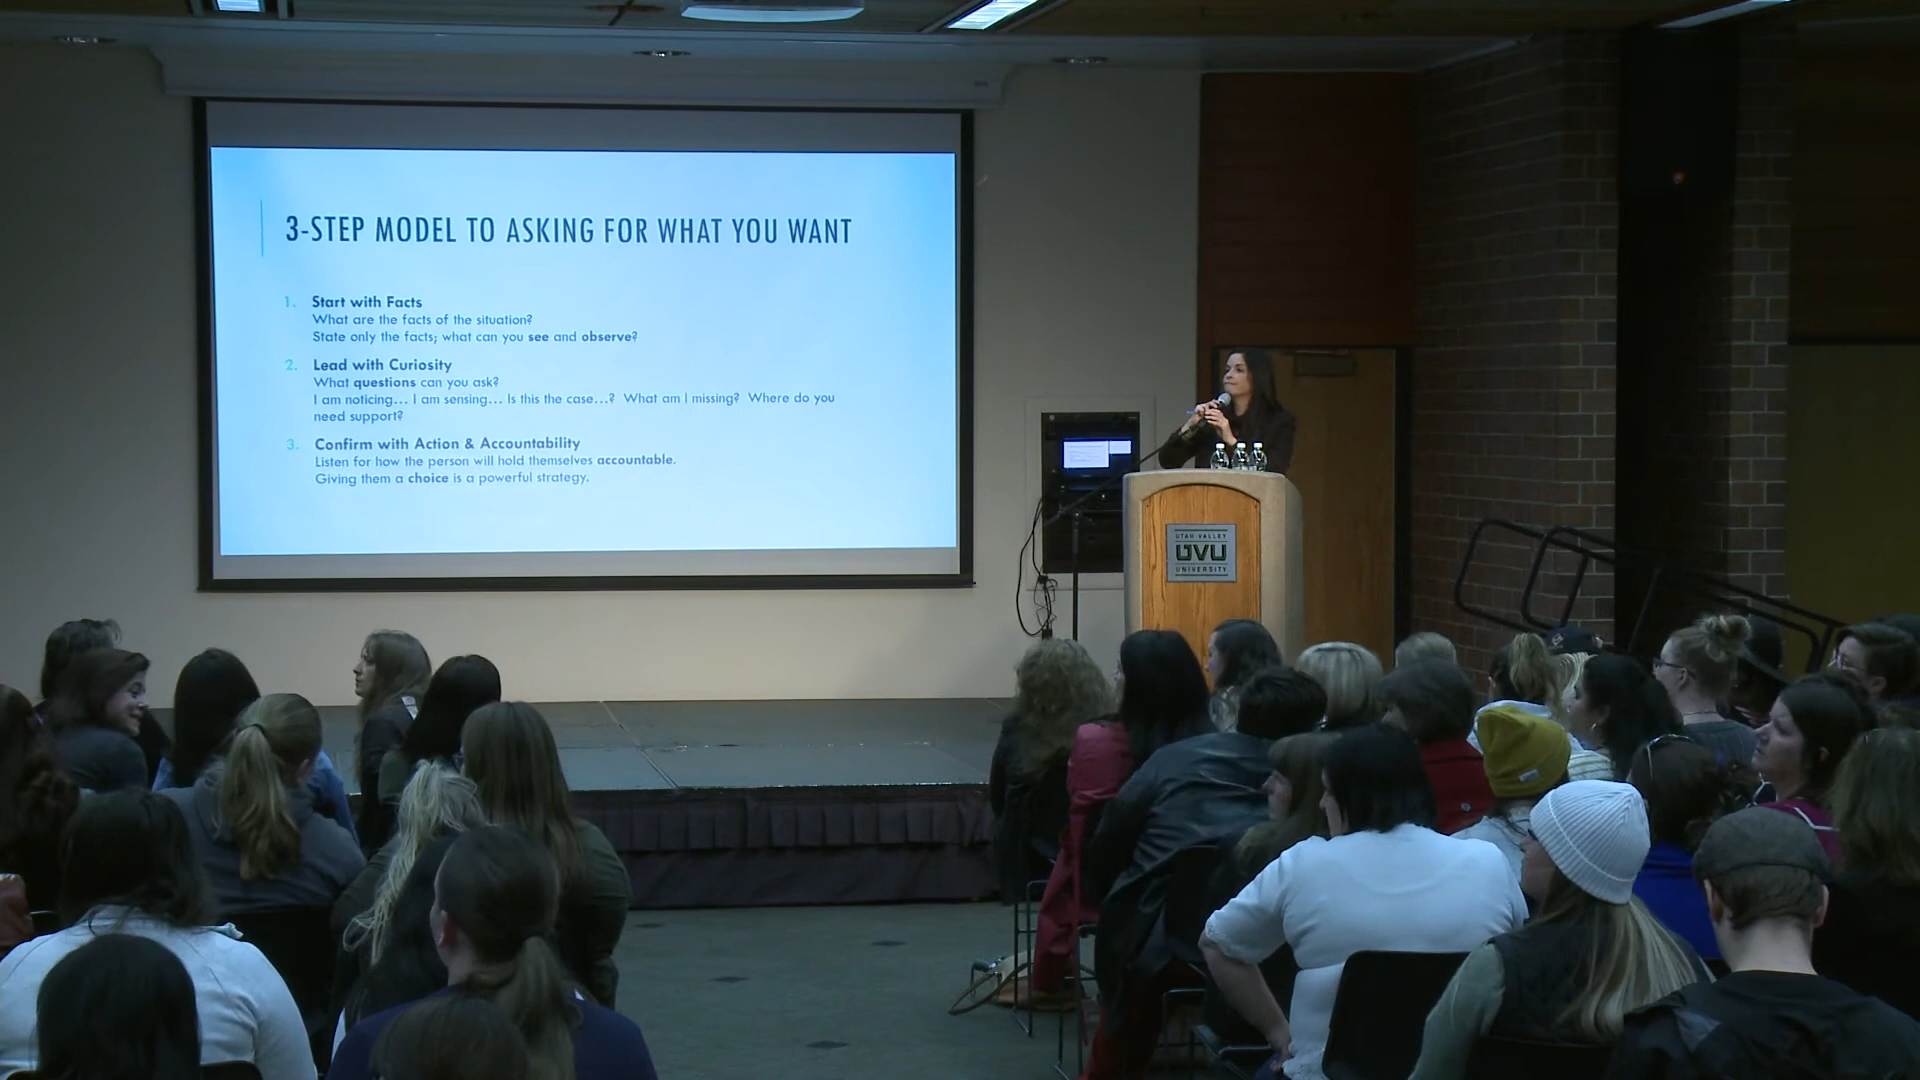 3-STEP MODEL TO ASKING FOR WHAT YOU WANT
1. Start with Facts
What are the facts of the situation?
State only the facts; what can you see and observe?
2. Lead with Curiosity
What questions can you ask?
I am noticing... I am sensing... Is this the case...? What am I missing? Where do you
need support?
3. Confirm with Action & Accountability
Listen for how the person will hold themselves accountable.
Giving them a choice is a powerful strategy.
UTAH VALLEY
UVU
UNIVERSITY